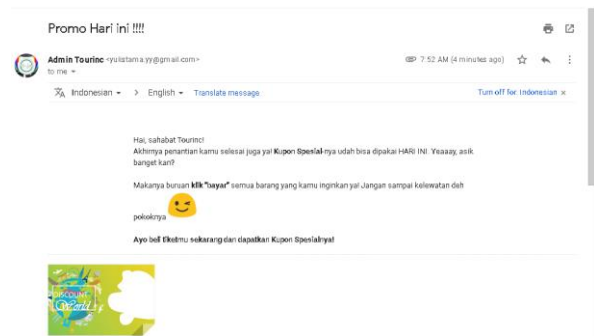 Promo Hari ini !!!!
Admin Tourinc <yulistama.yy@gmail.com>
7:52 AM (4 minutes ago)
to me
Indonesian > English Translate message
Turn off for: Indonesian x
Hai, sahabat Tourinc!
Akhirnya penantian kamu selesai juga ya! Kupon Spesial-nya udah bisa dipakai HARI INI. Yeaaay, asik
banget kan?
Makanya buruan klik "bayar" semua barang yang kamu inginkan ya! Jangan sampai kelewatan deh
pokoknya
Ayo beli tiketmu sekarang dan dapatkan Kupon Spesialnya!
DISCOUNT
World